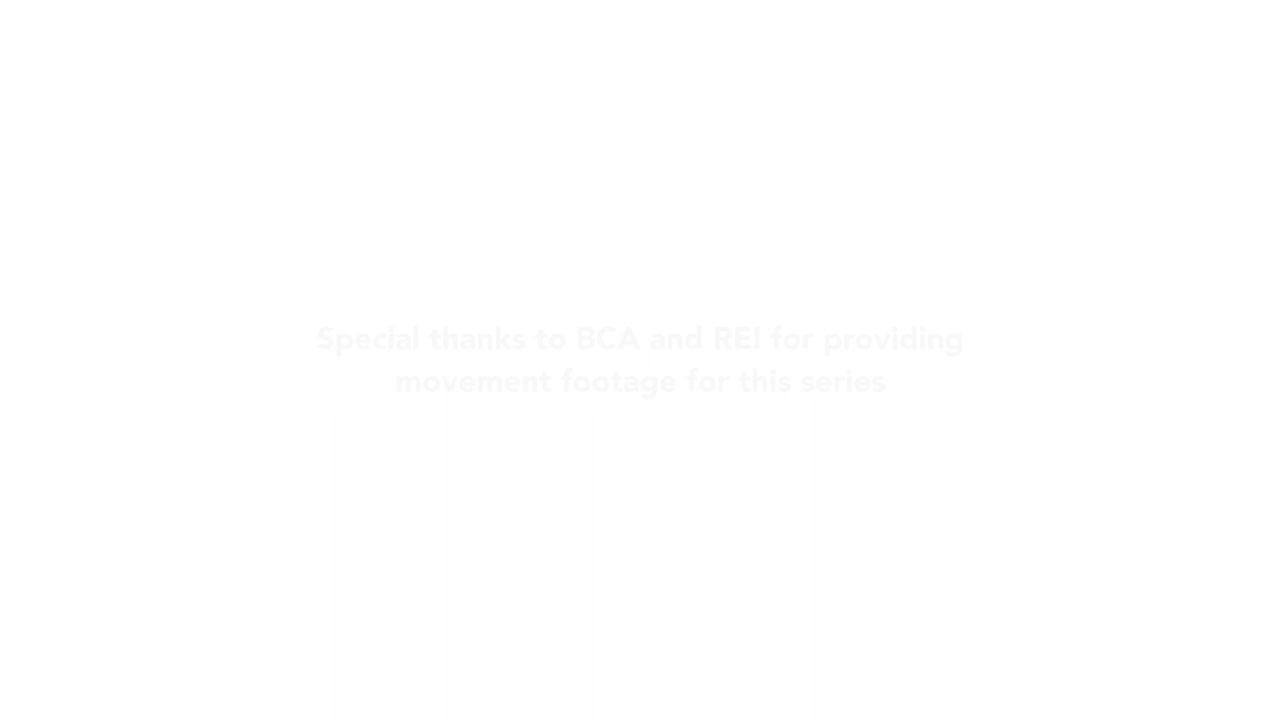 Special thanks to BCA and REI for providing
movement footage for this series